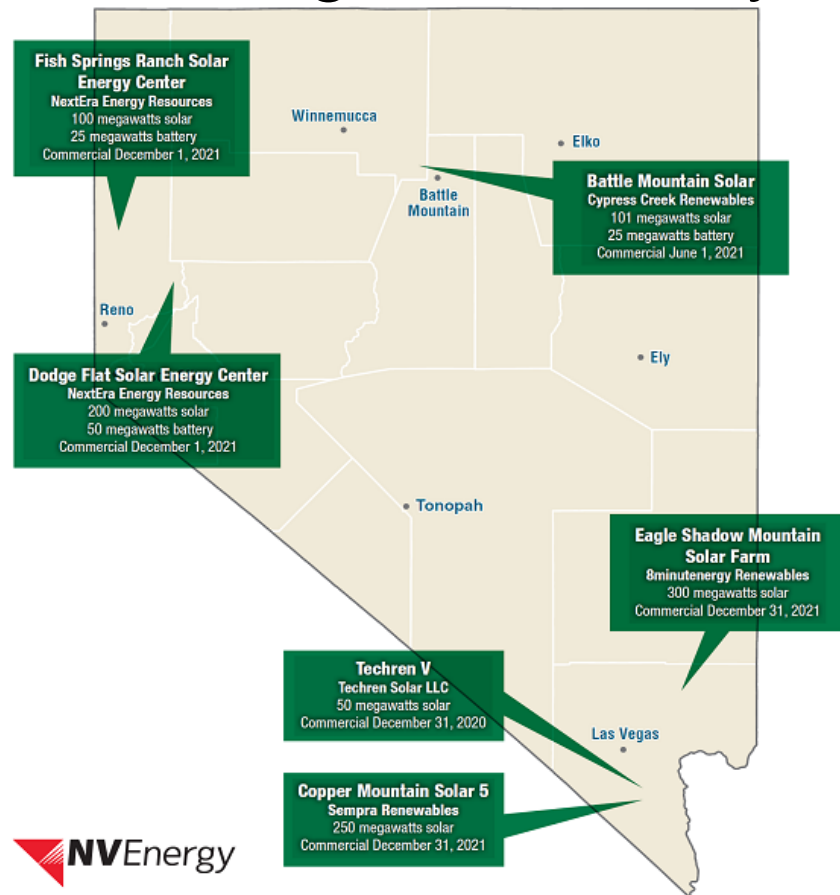 Fish Springs Ranch Solar
Energy Center
NextEra Energy Resources
100 megawatts solar
25 megawatts battery
Commercial December 1, 2021
Winnemucca
Elko
Battle
Mountain
Battle Mountain Solar
Cypress Creek Renewables
101 megawatts solar
25 megawatts battery
Commercial June 1, 2021
Reno
Ely
Dodge Flat Solar Energy Center
NextEra Energy Resources
200 megawatts solar
50 megawatts battery
Commercial December 1, 2021
Tonopah
Eagle Shadow Mountain
Solar Farm
8minutenergy Renewables
300 megawatts solar
Commercial December 31, 2021
Techren V
Techren Solar LLC
50 megawatts solar
Commercial December 31, 2020
Las Vegas
Copper Mountain Solar 5
Sempra Renewables
250 megawatts solar
Commercial December 31, 2021
NVEnergy